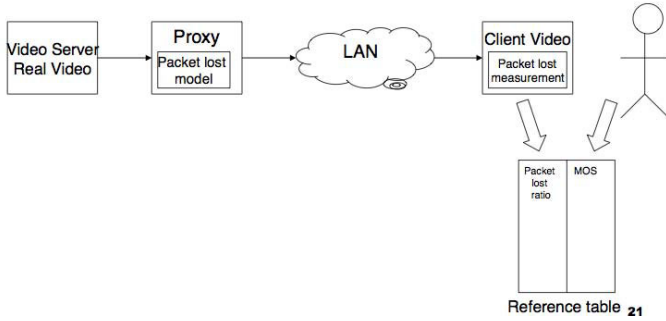 Video Server
Real Video
Proxy
Packet lost
model
LAN
Client Video
Packet lost
measurement
Packet
lost
ratio
MOS
Reference table
21